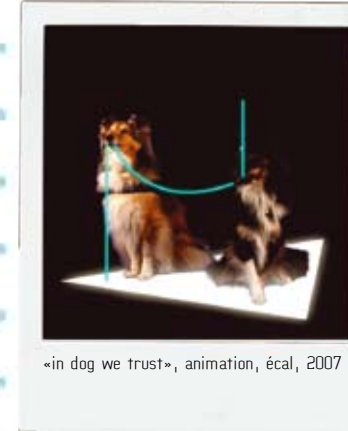 «in dog we trust», animation, écal, 2007